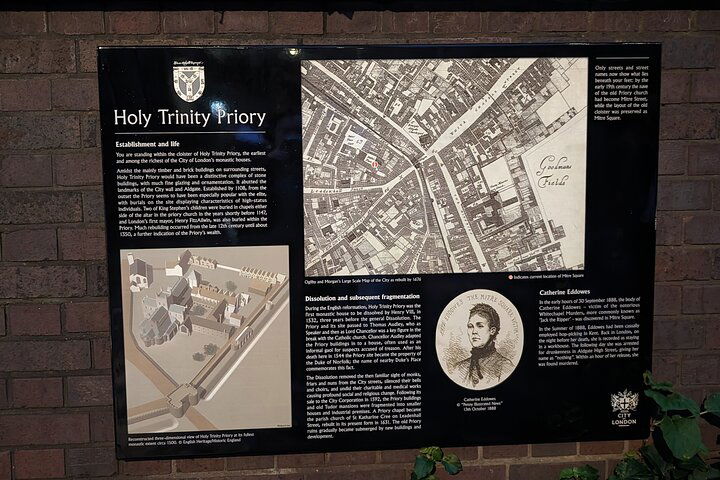 Holy Trinity Priory
Establishment and life
You are standing within the cloister of Holy Trinity Priory, the earliest
and among the richest of the City of London's monastic houses.
Amidst the mainly timber and brick buildings on surrounding streets,
Holy Trinity Priory would have been a distinctive complex of stone
buildings, with much fine glazing and ornamentation. It abutted the
landmarks of the City wall and Aldgate. Established by 1108, from the
outset the Priory seems to have been especially popular with the elite,
with burials on the site displaying characteristics of high-status
individuals. Two of King Stephen's children were buried in chapels either
side of the altar in the priory church in the years shortly before 1147,
and London's first mayor, Henry FitzAilwin, was also buried within the
Priory. Much rebuilding occurred from the late 12th century until about
1350, a further indication of the Priory's wealth.
Reconstructed three-dimensional view of Holy Trinity Priory at its fullest
monastic extent circa 1500. © English Heritage/Historic England
Goodmans
Fields
Ogilby and Morgan's Large Scale Map of the City as rebuilt by 1676
Indicates current location of Mitre Square
Dissolution and subsequent fragmentation
During the English reformation, Holy Trinity Priory was the
first monastic house to be dissolved by Henry VIII, in
1532, three years before the general Dissolution. The
Priory and its site passed to Thomas Audley, who as
Speaker and then as Lord Chancellor was a key figure in the
break with the Catholic church. Chancellor Audley adapted
the Priory buildings in to a house, often used as an
informal gaol for suspects accused of treason. After his
death here in 1544 the Priory site became the property of
the Duke of Norfolk; the name of nearby Duke's Place
commemorates this fact.
The Dissolution removed the then familiar sight of monks,
friars and nuns from the City streets, silenced their bells
and choirs, and undid their charitable and medical works
causing profound social and religious change. Following its
sale to the City Corporation in 1592, the Priory buildings
and old Tudor mansions were fragmented into smaller
houses and industrial premises. A Priory chapel became
the parish church of St Katharine Cree on Leadenhall
Street, rebuilt in its present form in 1631. The old Priory
ruins gradually became submerged by new buildings and
development.
Catherine Eddowes
© "Penny Illustrated News"
13th October 1888
Catherine Eddowes
In the early hours of 30 September 1888, the body of
Catherine Eddowes – victim of the notorious
Whitechapel Murders, more commonly known as
"Jack the Ripper" - was discovered in Mitre Square.
In the Summer of 1888, Eddowes had been casually
employed hop-picking in Kent. Back in London, on
the night before her death, she is recorded as staying
in a workhouse. The following day she was arrested
for drunkenness in Aldgate High Street, giving her
name as "nothing". Within an hour of her release, she
was found murdered.
Only streets and street
names now show what lies
beneath your feet: by the
early 19th century the nave
of the old Priory church
had become Mitre Street,
while the layout of the old
cloister was preserved as
Mitre Square.
CITY
OF
LONDON